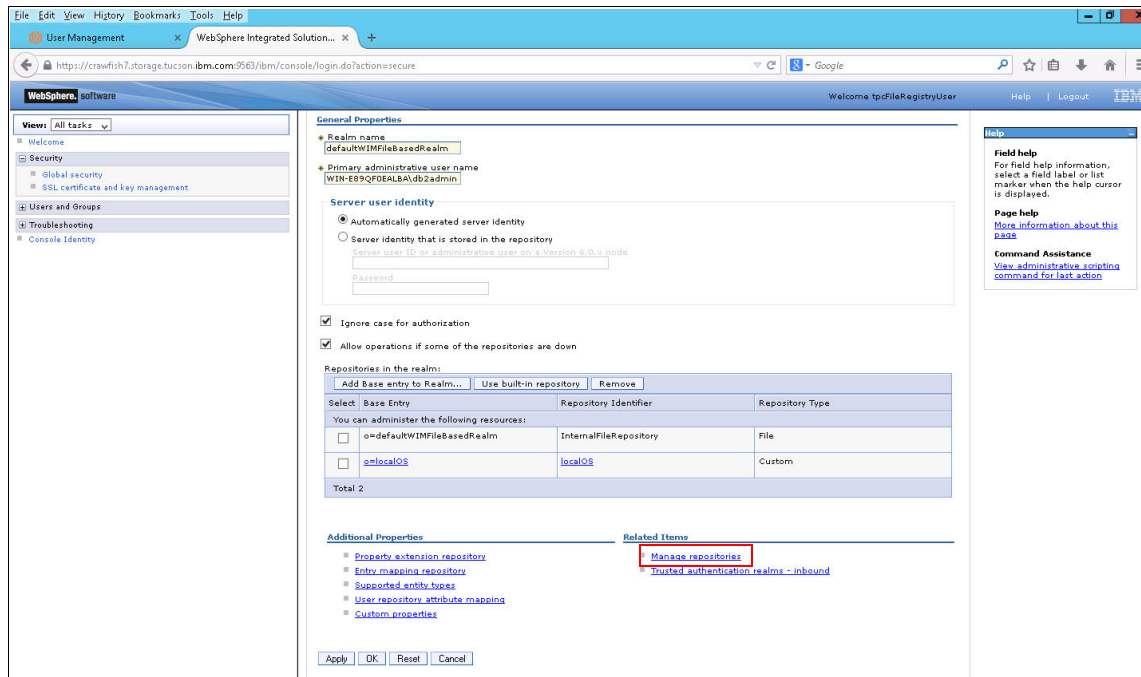 File Edit View History Bookmarks Tools Help
User Management × WebSphere Integrated Solution... × +
https://crawfish7.storage.tucson.ibm.com:9563/ibm/console/login.do?action=secure
Google
WebSphere. software
Welcome tpcFileRegistryUser
Help | Logout
IBM
View: All tasks
Welcome
Security
Global security
SSL certificate and key management
Users and Groups
Troubleshooting
Console Identity
General Properties
Realm name
defaultWIMFileBasedRealm
Primary administrative user name
WIN-E89QF0EALBA\db2admin
Server user identity
Automatically generated server identity
Server identity that is stored in the repository
Server user ID or administrative user on a Version 6.0.x node
Password
Ignore case for authorization
Allow operations if some of the repositories are down
Repositories in the realm:
Add Base entry to Realm... Use built-in repository Remove
Select Base Entry Repository Identifier Repository Type
You can administer the following resources:
o=defaultWIMFileBasedRealm InternalFileRepository File
o=localOS localOS Custom
Total 2
Additional Properties
Property extension repository
Entry mapping repository
Supported entity types
User repository attribute mapping
Custom properties
Related Items
Manage repositories
Trusted authentication realms - inbound
Apply OK Reset Cancel
Help
Field help
For field help information,
select a field label or list
marker when the help cursor
is displayed.
Page help
More information about this
page
Command Assistance
View administrative scripting
command for last action